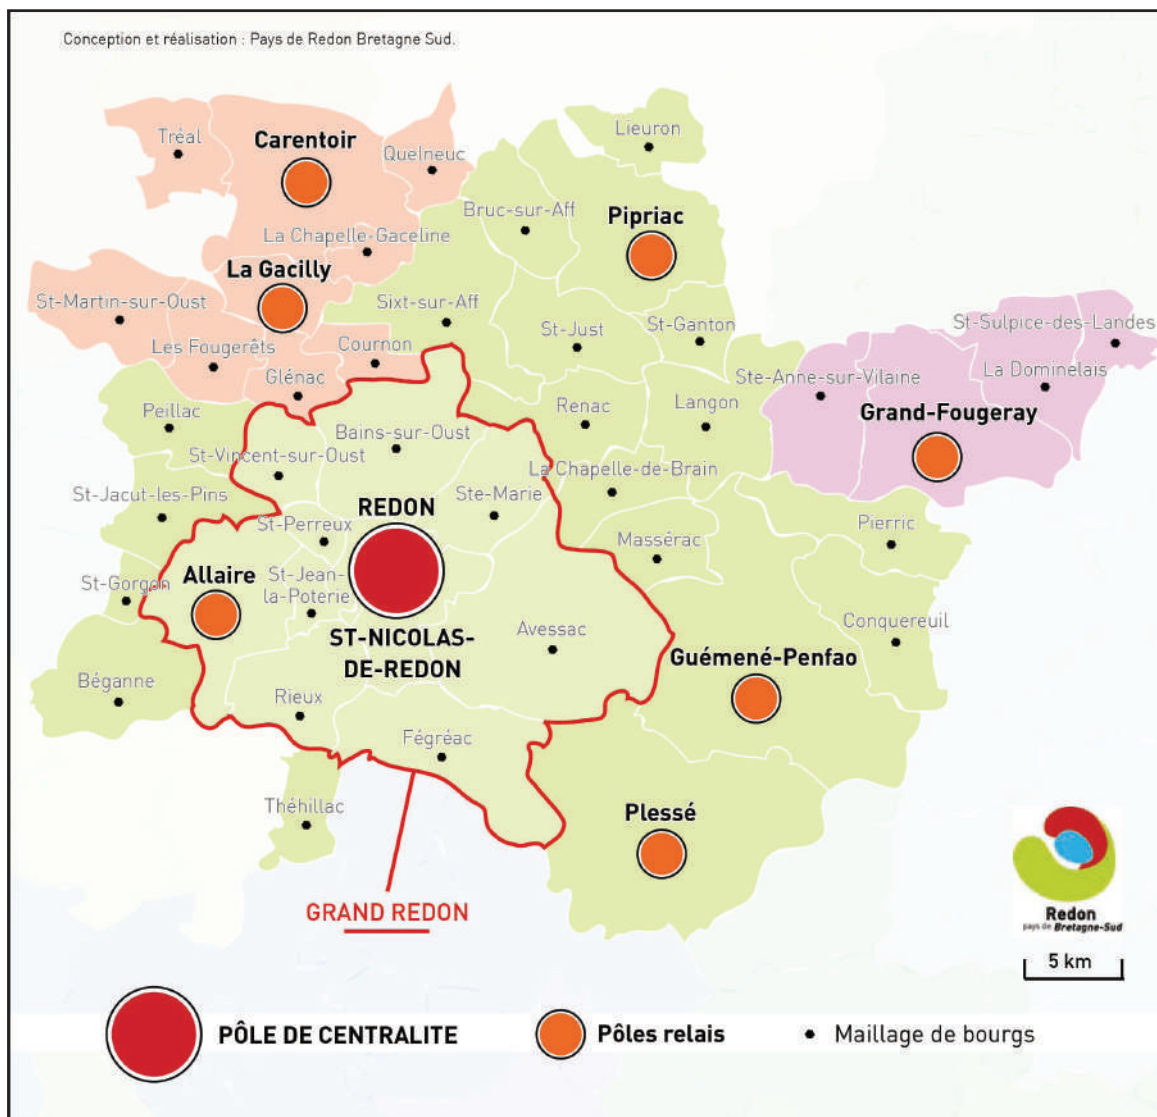 Conception et réalisation : Pays de Redon Bretagne Sud.
Lieuron
Tréal
Carentoir
Quelneuc
Bruc-sur-Aff
Pipriac
La Chapelle-Gaceline
La Gacilly
St-Martin-sur-Oust
Sixt-sur-Aff
St-Just
St-Ganton
St-Sulpice-des-Landes
Les Fougerêts
Cournon
Glénac
Ste-Anne-sur-Vilaine
La Dominelais
Peillac
Renac
Langon
Grand-Fougeray
Bains-sur-Oust
St-Vincent-sur-Oust
La Chapelle-de-Brain
St-Jacut-les-Pins
Ste-Marie
REDON
St-Perreux
Massérac
Pierric
St-Gorgon
Allaire
St-Jean-
la-Poterie
Conquereuil
ST-NICOLAS-
DE-REDON
Avessac
Guémené-Penfao
Béganne
Rieux
Fégréac
Théhillac
Plessé
GRAND REDON
Redon
pays de Bretagne-Sud
5 km
PÔLE DE CENTRALITE
Pôles relais
Maillage de bourgs